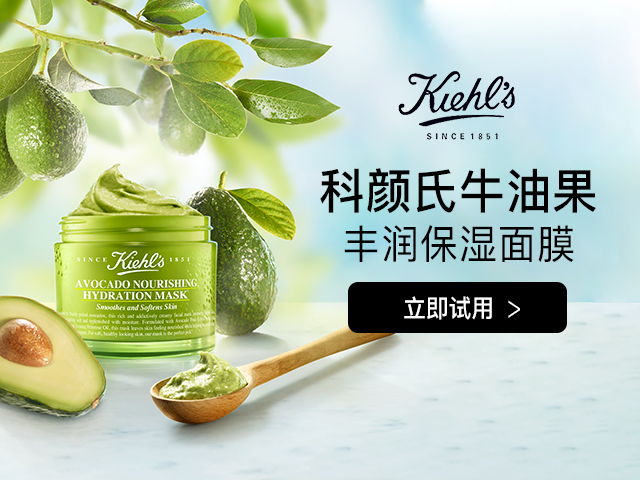 Kiehl's
SINCE 1851
科颜氏牛油果
丰润保湿面膜
立即试用 >
SINCE Kiehl's 1851
AVOCADO NOURISHING
HYDRATION MASK
Smoothes and Softens Skin